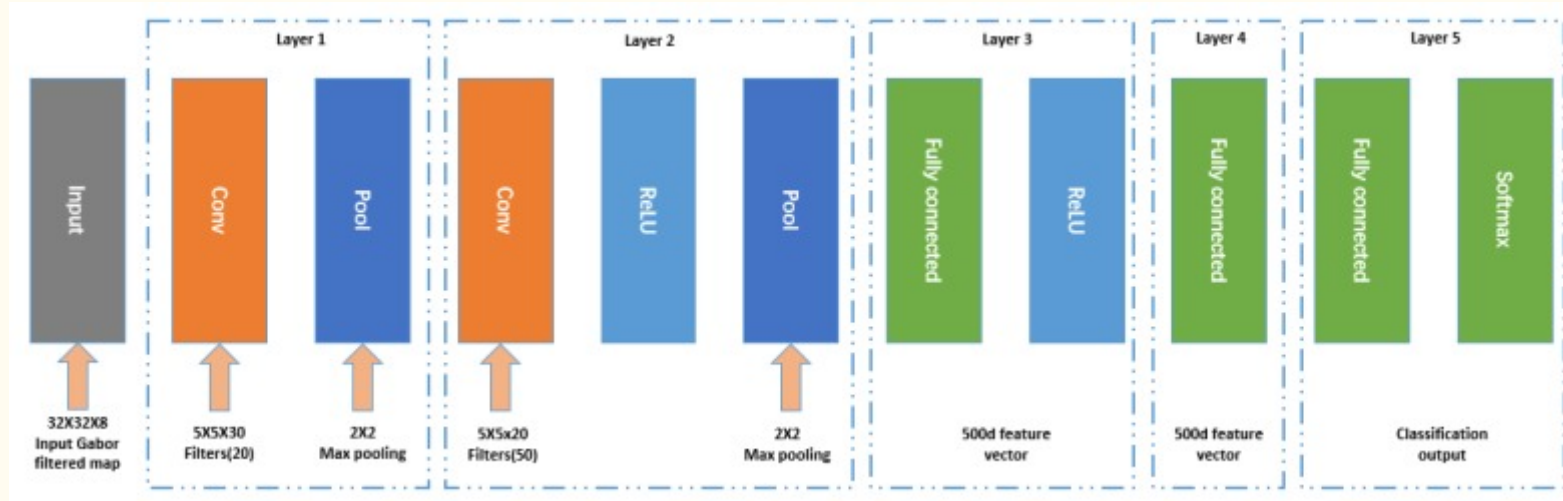 Layer 1
Layer 2
Layer 3
Layer 4
Layer 5
Input
Conv
Pool
Conv
ReLU
Pool
Fully connected
ReLU
Fully connected
Fully connected
Softmax
32X32X8
Input Gabor
filtered map
5X5X30
Filters(20)
2X2
Max pooling
5X5x20
Filters(50)
2X2
Max pooling
500d feature
vector
500d feature
vector
Classification
output